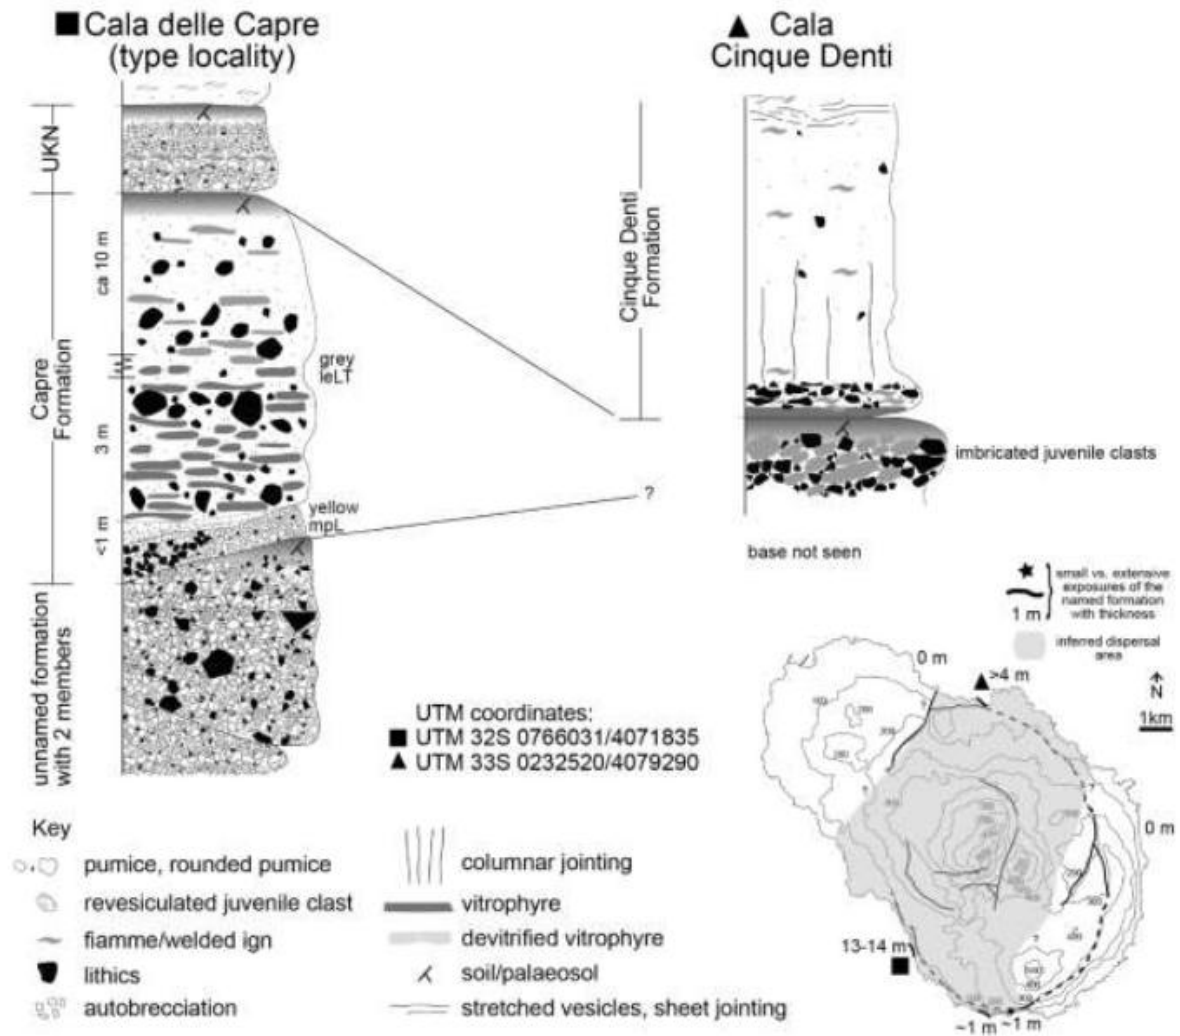 Cala delle Capre
(type locality)
Cala
Cinque Denti
UKN
Capre
Formation
unnamed formation
with 2 members
ca 10 m
3 m
<1 m
grey
leLT
yellow
mpL
Cinque Denti
Formation
?
imbricated juvenile clasts
base not seen
small vs. extensive
exposures of the
named formation
with thickness
1 m
inferred dispersal
area
N
1km
0 m
>4 m
0 m
13-14 m
~1 m
~1 m
UTM coordinates:
UTM 32S 0766031/4071835
UTM 33S 0232520/4079290
Key
pumice, rounded pumice
revesiculated juvenile clast
fiamme/welded ign
lithics
autobrecciation
columnar jointing
vitrophyre
devitrified vitrophyre
soil/palaeosol
stretched vesicles, sheet jointing